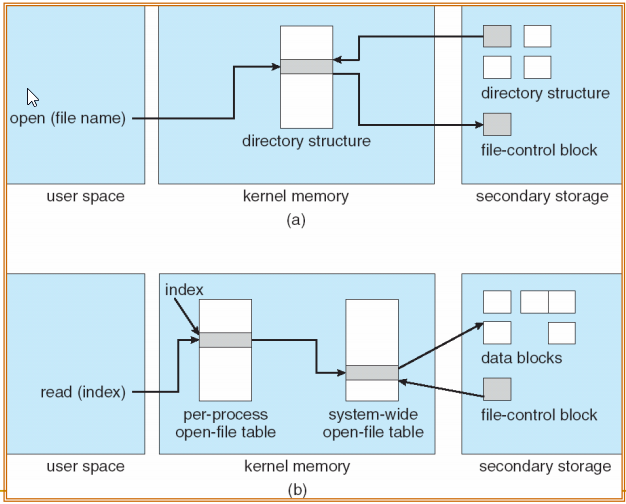 open (file name)
directory structure
directory structure
file-control block
user space
kernel memory
secondary storage
(a)
index
read (index)
per-process
open-file table
system-wide
open-file table
data blocks
file-control block
user space
kernel memory
secondary storage
(b)